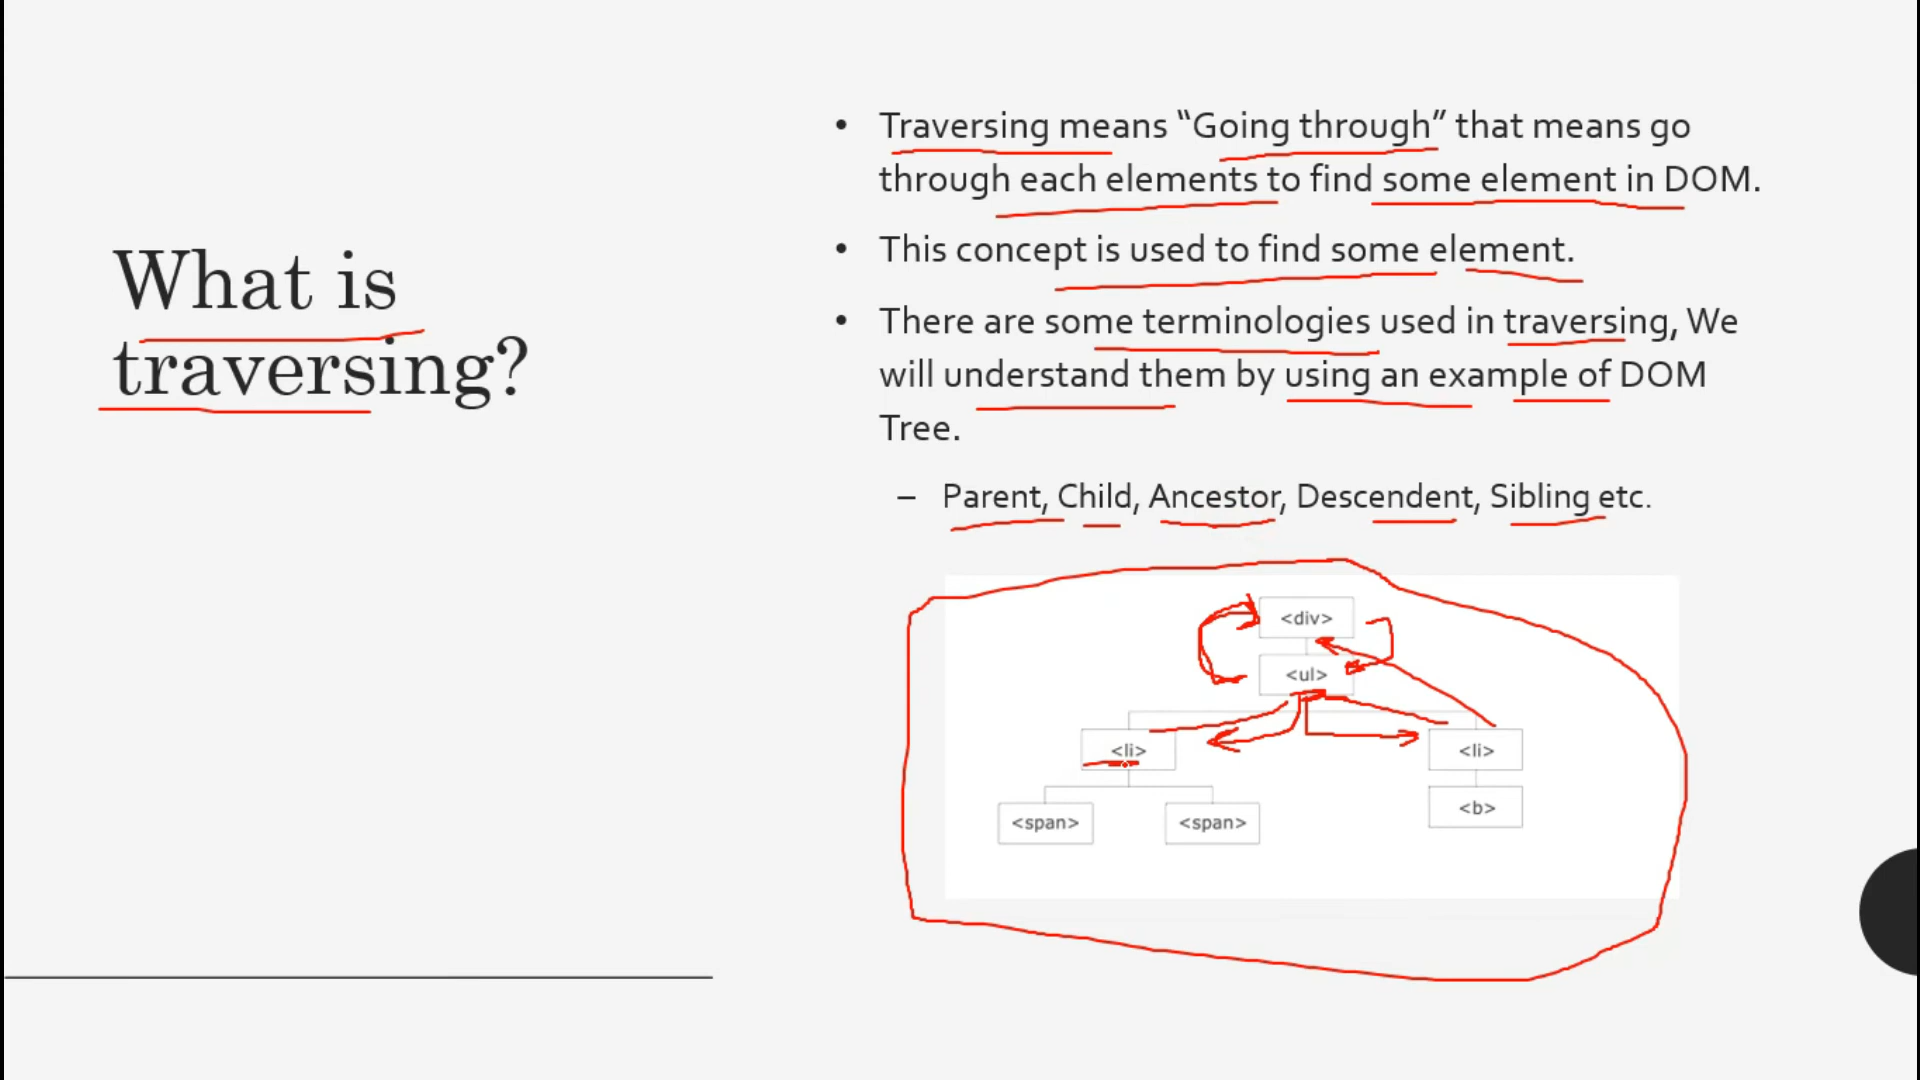 What is
traversing?
• Traversing means “Going through” that means go
through each elements to find some element in DOM.
• This concept is used to find some element.
• There are some terminologies used in traversing, We
will understand them by using an example of DOM
Tree.
– Parent, Child, Ancestor, Descendent, Sibling etc.
<div>
<ul>
<li> <li>
<span> <span> <b>